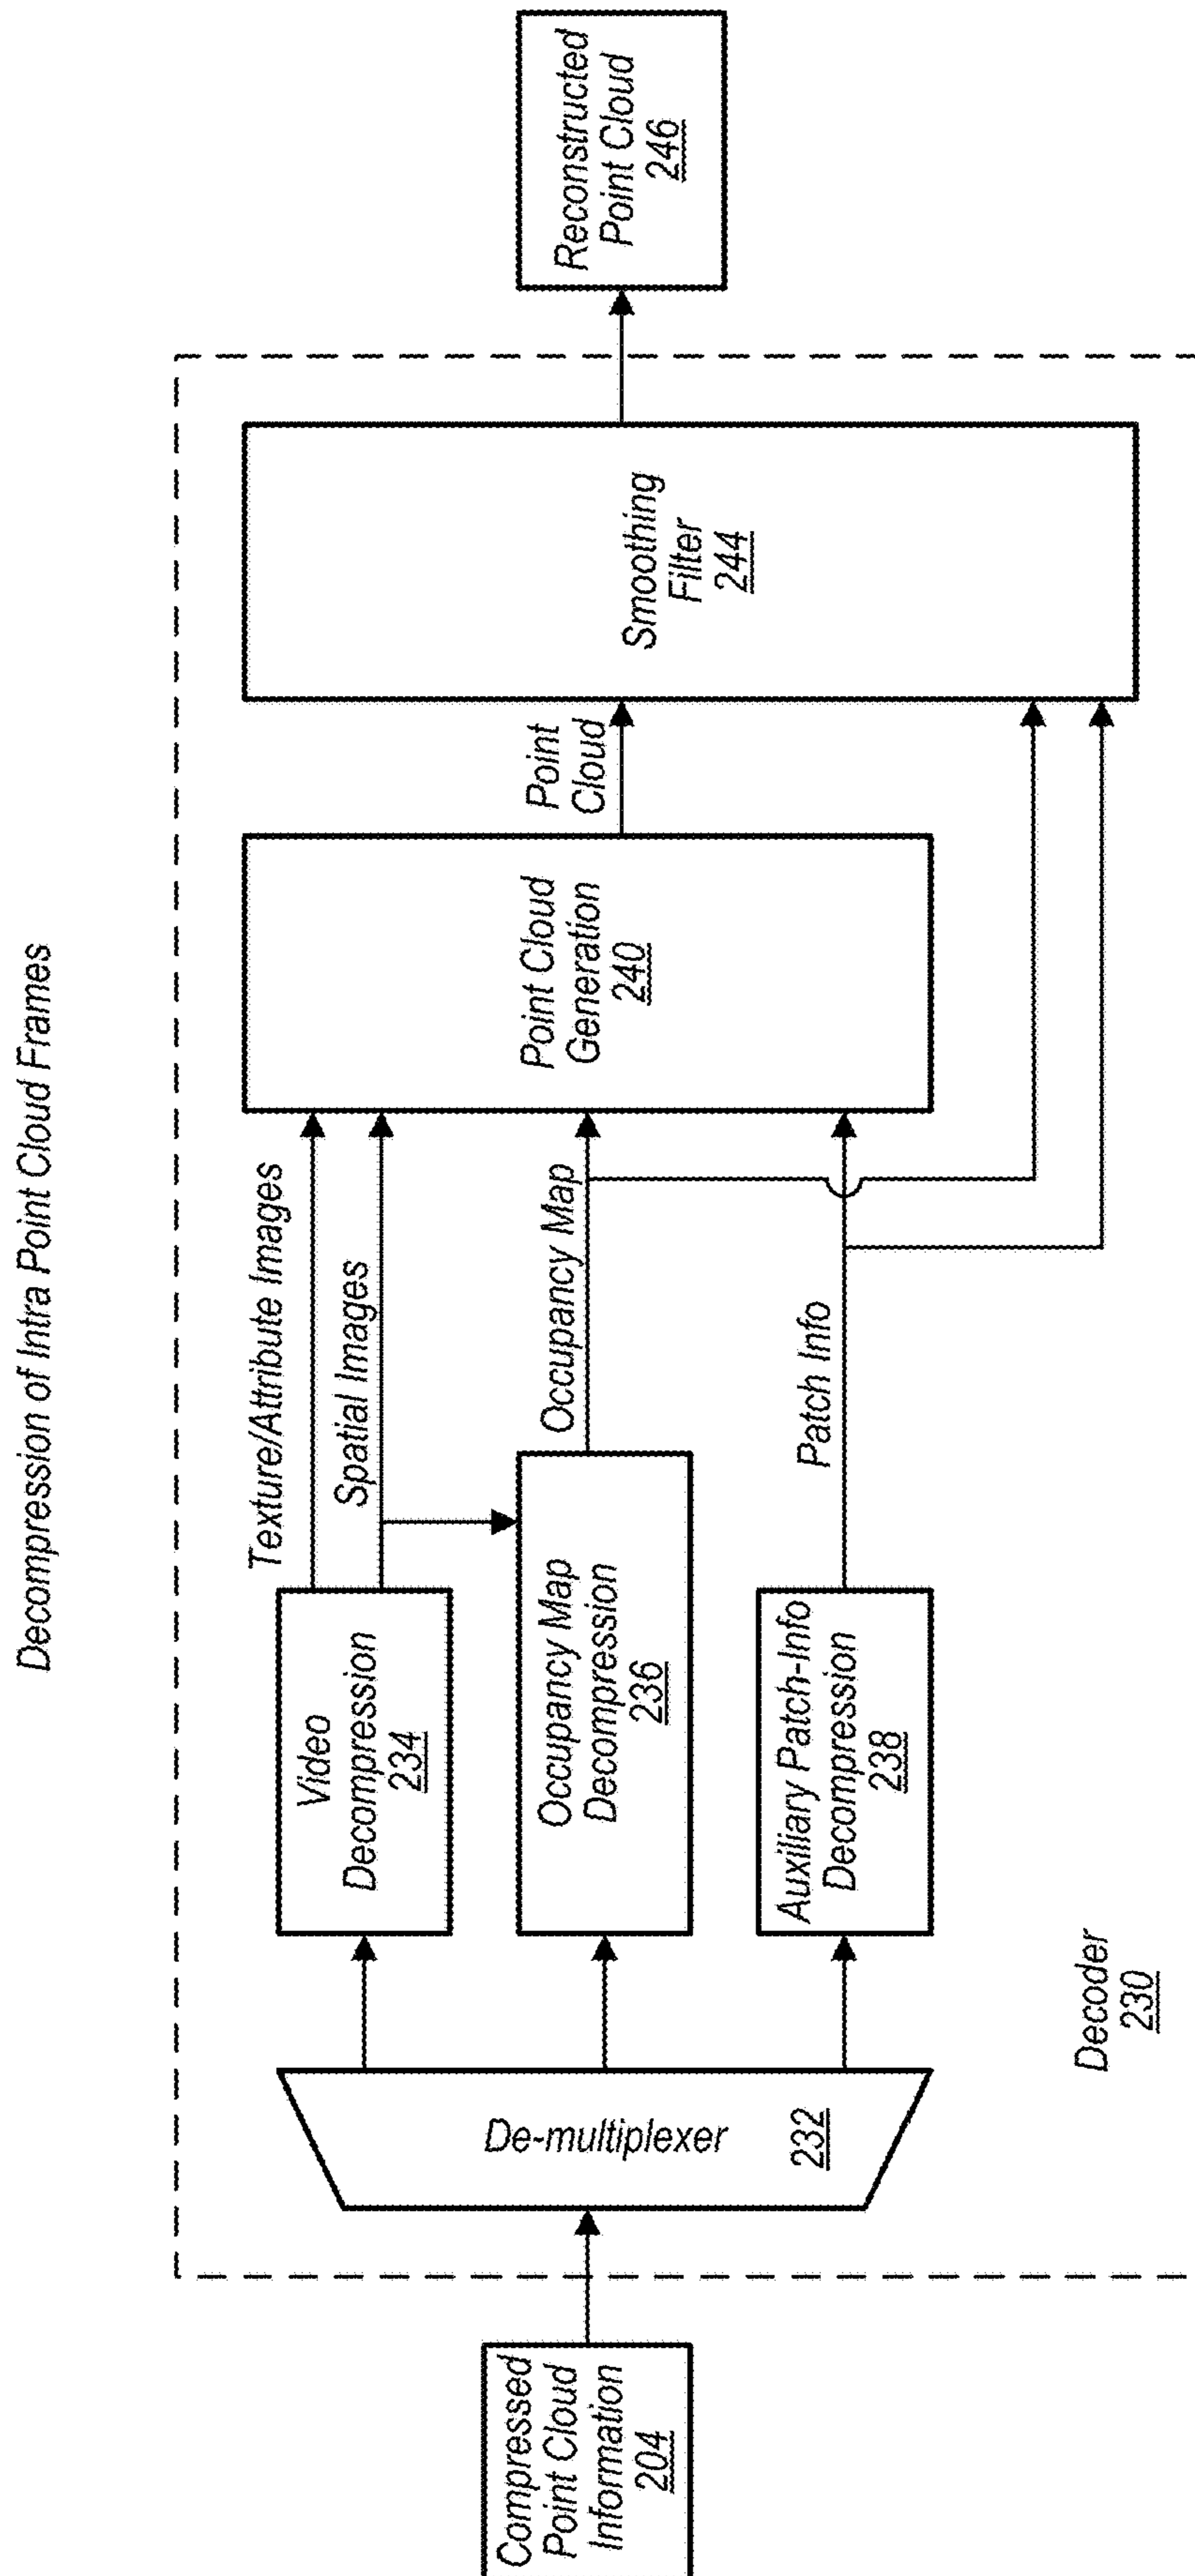 Decompression of Intra Point Cloud Frames
Compressed
Point Cloud
Information
204
De-multiplexer
232
Video
Decompression
234
Occupancy Map
Decompression
236
Auxiliary Patch-Info
Decompression
238
Texture/Attribute Images
Spatial Images
Occupancy Map
Patch Info
Point Cloud
Generation
240
Point
Cloud
Smoothing
Filter
244
Reconstructed
Point Cloud
246
Decoder
230